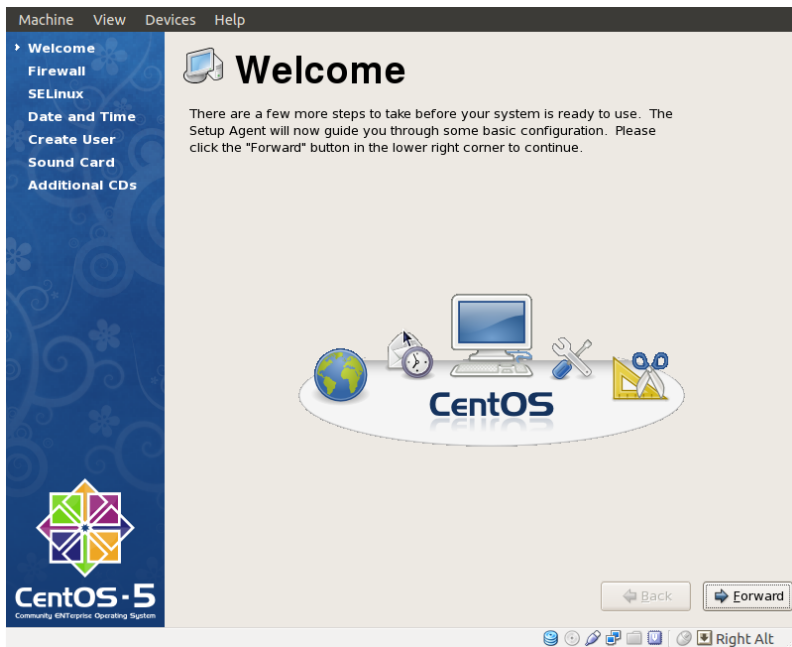 Machine View Devices Help
Welcome
Firewall
SELinux
Date and Time
Create User
Sound Card
Additional CDs
Welcome
There are a few more steps to take before your system is ready to use. The
Setup Agent will now guide you through some basic configuration. Please
click the "Forward" button in the lower right corner to continue.
CentOS
CentOS-5
Community ENTerprise Operating System
Back
Forward
Right Alt